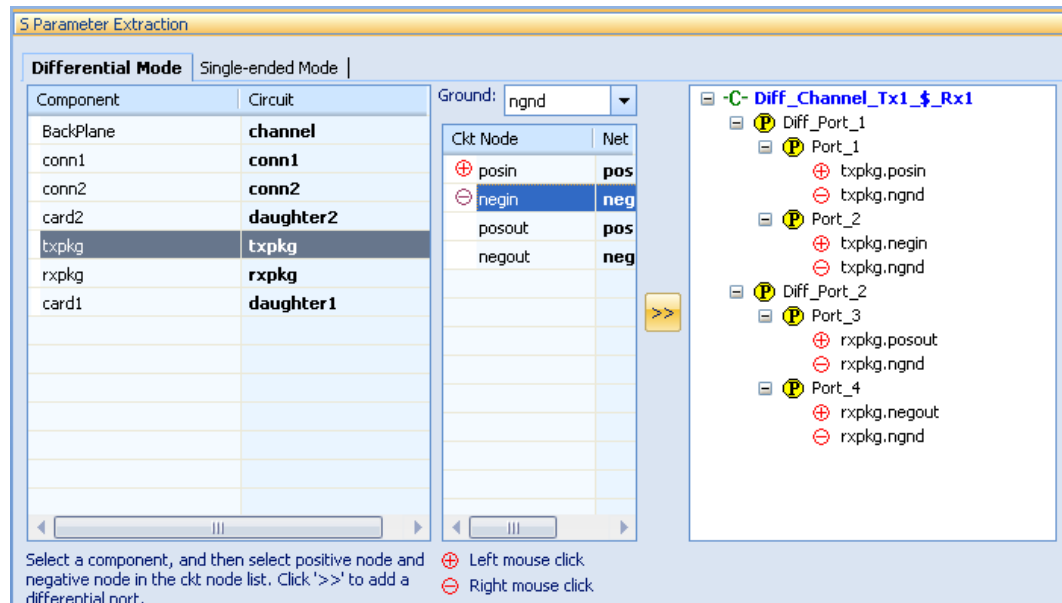 S Parameter Extraction
Differential Mode Single-ended Mode
Component Circuit
BackPlane channel
conn1 conn1
conn2 conn2
card2 daughter2
txpkg txpkg
rxpkg rxpkg
card1 daughter1
Select a component, and then select positive node and
negative node in the ckt node list. Click '>>' to add a
differential port.
Ground: ngnd
Ckt Node Net
posin pos
negin neg
posout pos
negout neg
Left mouse click
Right mouse click
>>
-C- Diff_Channel_Tx1_$_Rx1
P Diff_Port_1
P Port_1
txpkg.posin
txpkg.ngnd
P Port_2
txpkg.negin
txpkg.ngnd
P Diff_Port_2
P Port_3
rxpkg.posout
rxpkg.ngnd
P Port_4
rxpkg.negout
rxpkg.ngnd